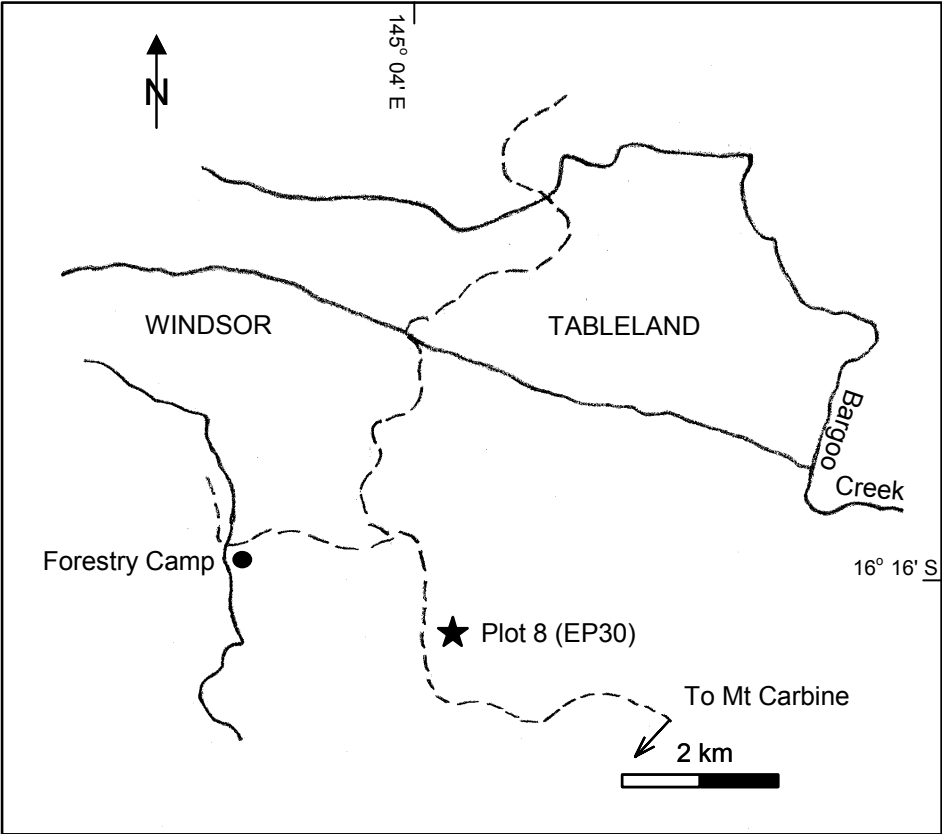 145° 04' E
N
WINDSOR
TABLELAND
Bargoo
Creek
Forestry Camp
16° 16' S
Plot 8 (EP30)
To Mt Carbine
2 km